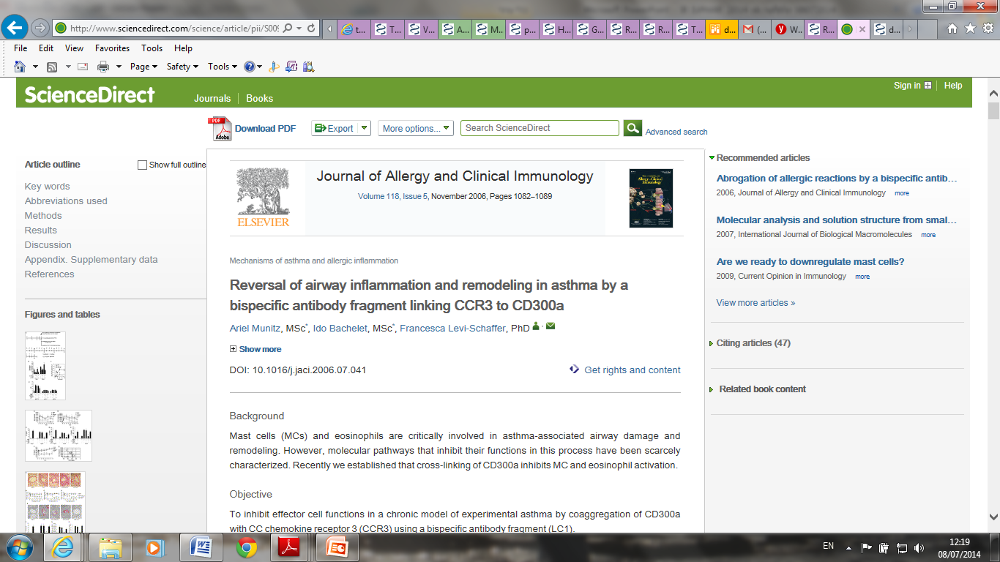 http://www.sciencedirect.com/science/article/pii/S009
t... T... V... A... M... p... H... G... R... R... T... d... (... W... R... d...
File Edit View Favorites Tools Help
Page Safety Tools
ScienceDirect Journals Books Sign in Help
Download PDF Export More options... Search ScienceDirect Advanced search
Article outline Show full outline
Key words
Abbreviations used
Methods
Results
Discussion
Appendix. Supplementary data
References
Figures and tables
ELSEVIER
Journal of Allergy and Clinical Immunology
Volume 118, Issue 5, November 2006, Pages 1082–1089
Mechanisms of asthma and allergic inflammation
Reversal of airway inflammation and remodeling in asthma by a
bispecific antibody fragment linking CCR3 to CD300a
Ariel Munitz, MSc*, Ido Bachelet, MSc*, Francesca Levi-Schaffer, PhD
Show more
DOI: 10.1016/j.jaci.2006.07.041 Get rights and content
Background
Mast cells (MCs) and eosinophils are critically involved in asthma-associated airway damage and
remodeling. However, molecular pathways that inhibit their functions in this process have been scarcely
characterized. Recently we established that cross-linking of CD300a inhibits MC and eosinophil activation.
Objective
To inhibit effector cell functions in a chronic model of experimental asthma by coaggregation of CD300a
with CC chemokine receptor 3 (CCR3) using a bispecific antibody fragment (LC1).
Recommended articles
Abrogation of allergic reactions by a bispecific antib...
2006, Journal of Allergy and Clinical Immunology more
Molecular analysis and solution structure from smal...
2007, International Journal of Biological Macromolecules more
Are we ready to downregulate mast cells?
2009, Current Opinion in Immunology more
View more articles »
Citing articles (47)
Related book content
EN
12:19
08/07/2014